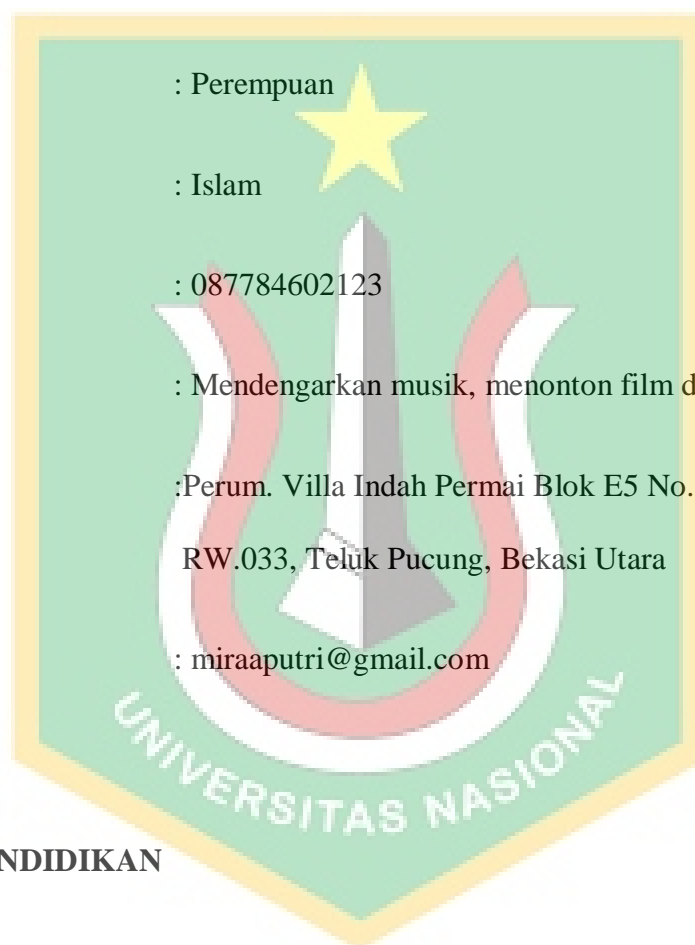 : Perempuan
: Islam
: 087784602123
: Mendengarkan musik, menonton film d
:Perum. Villa Indah Permai Blok E5 No.
RW.033, Teluk Pucung, Bekasi Utara
: miraaputri@gmail.com
UNIVERSITAS NASIONAL
NDIDIKAN